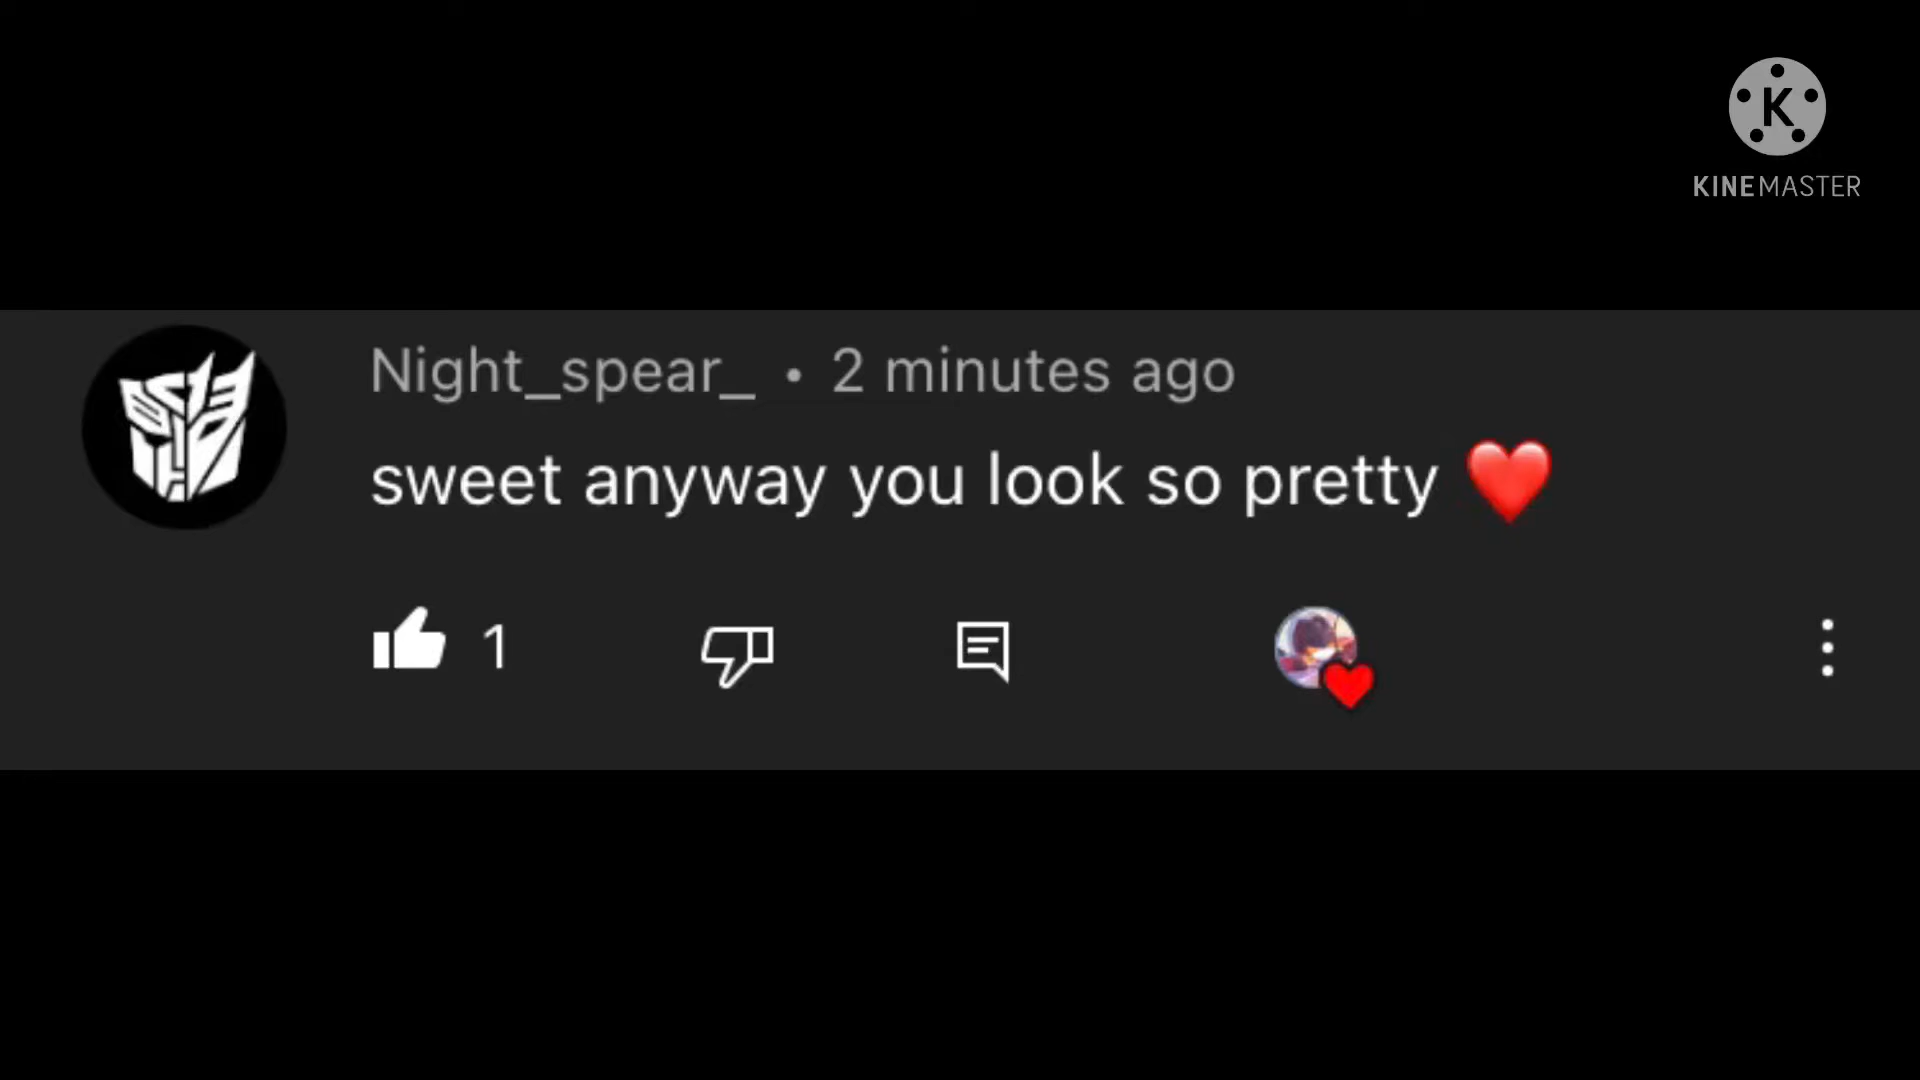 K
KINEMASTER
Night_spear_ • 2 minutes ago
sweet anyway you look so pretty ❤️
1